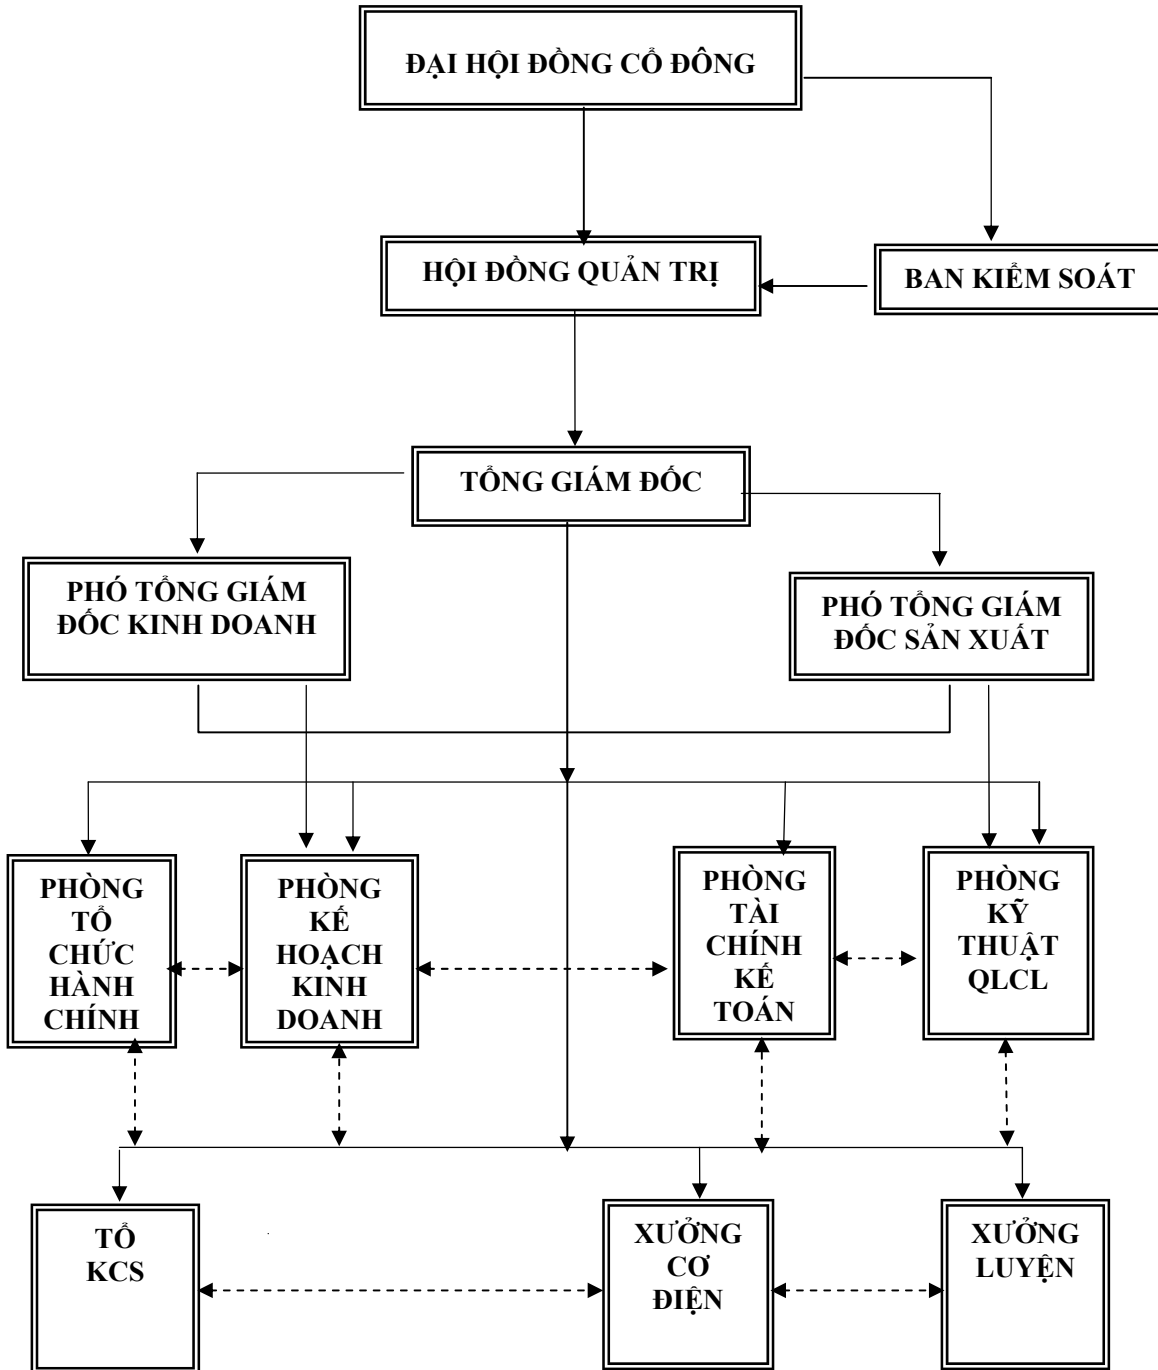 ĐẠI HỘI ĐỒNG CỔ ĐÔNG
HỘI ĐỒNG QUẢN TRỊ
BAN KIỂM SOÁT
TỔNG GIÁM ĐỐC
PHÓ TỔNG GIÁM
ĐỐC KINH DOANH
PHÓ TỔNG GIÁM
ĐỐC SẢN XUẤT
PHÒNG
TỔ
CHỨC
HÀNH
CHÍNH
PHÒNG
KẾ
HOẠCH
KINH
DOANH
PHÒNG
TÀI
CHÍNH
KẾ
TOÁN
PHÒNG
KỸ
THUẬT
QLCL
TỔ
KCS
XƯỞNG
CƠ
ĐIỆN
XƯỞNG
LUYỆN